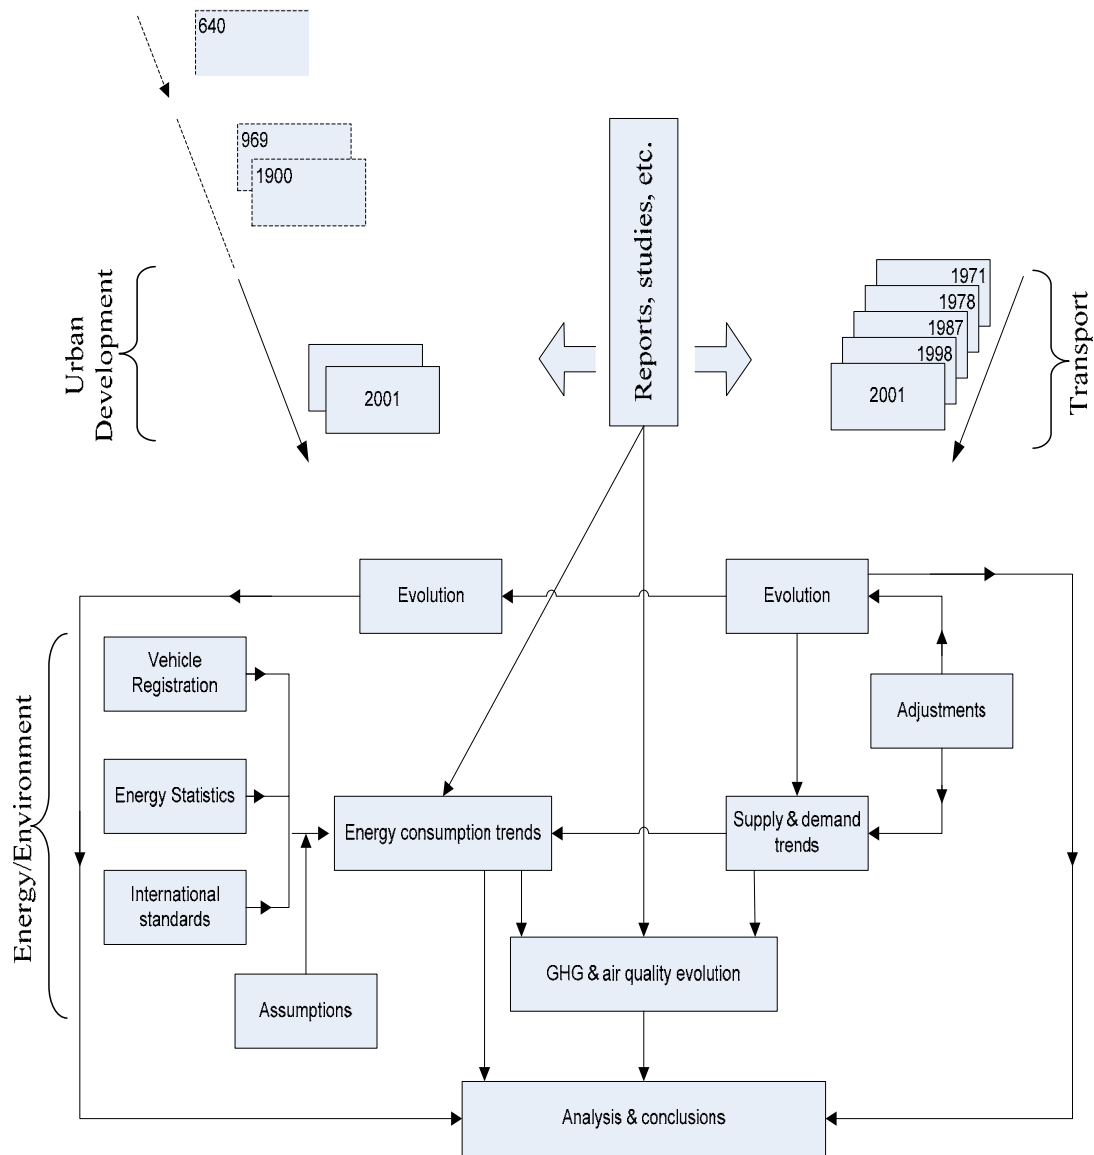 640
969
1900
Reports, studies, etc.
Urban
Development
2001
1971
1978
1987
1998
2001
Transport
Evolution
Evolution
Vehicle
Registration
Adjustments
Energy/Environment
Energy Statistics
Energy consumption trends
Supply & demand
trends
International
standards
GHG & air quality evolution
Assumptions
Analysis & conclusions